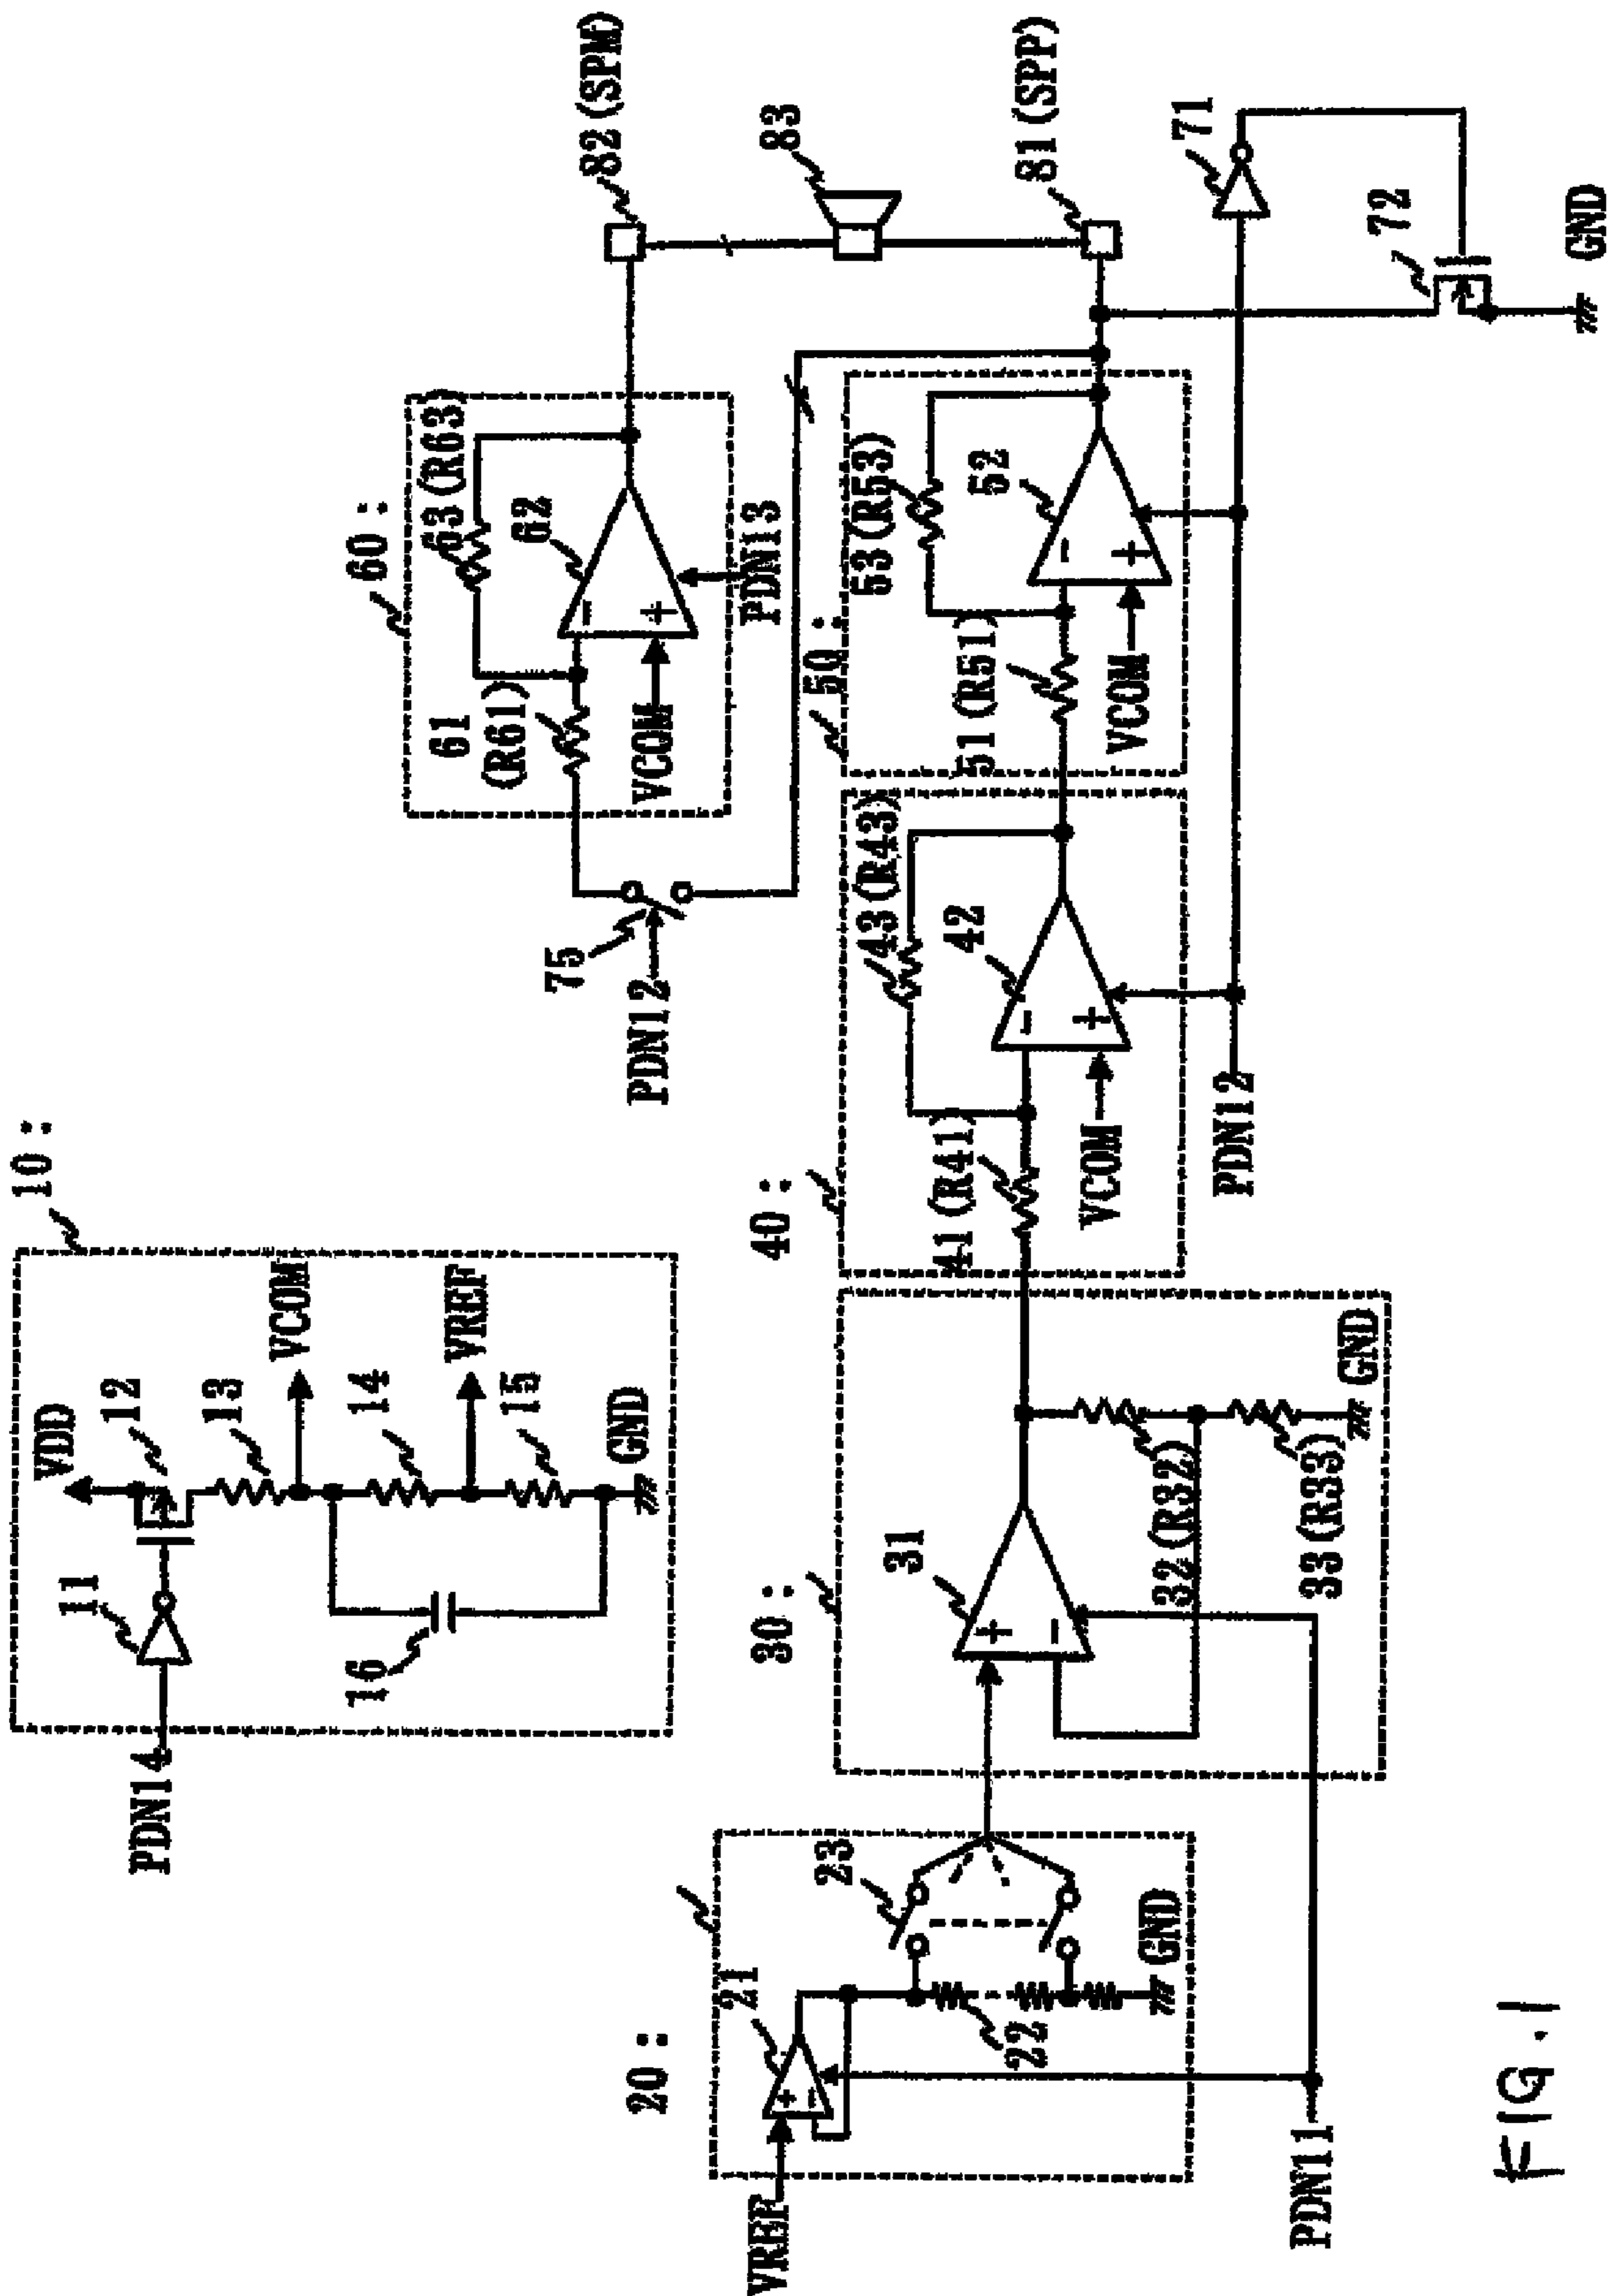 10:
PDN14
11
VDD
12
13
VCOM
14
VREF
15
16
GND
20:
VREF
21
22
23
GND
PDN11
30:
31
32(R32)
33(R33)
GND
40:
41(R41)
VCOM
42
43(R43)
PDN12
50:
51(R51)
VCOM
52
53(R53)
60:
61
(R61)
VCOM
62
63(R63)
PDN13
75
PDN12
82(SPM)
83
81(SPP)
71
72
GND
FIG.1